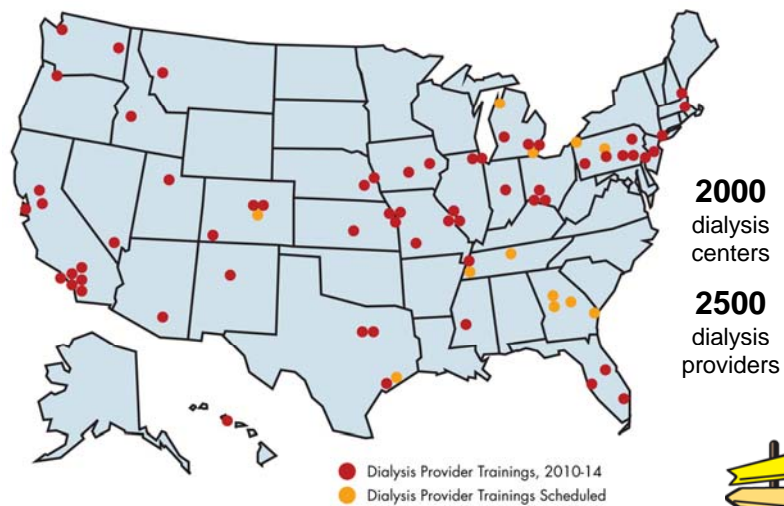 2000
dialysis
centers
2500
dialysis
providers
Dialysis Provider Trainings, 2010-14
Dialysis Provider Trainings Scheduled